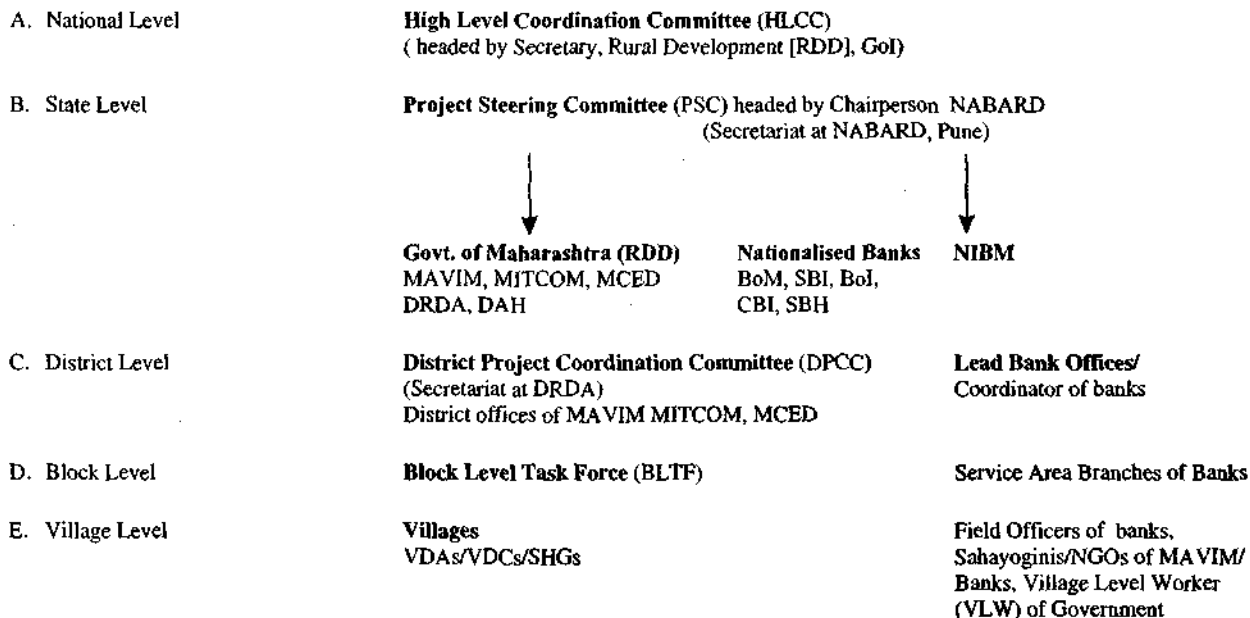 A. National Level High Level Coordination Committee (HLCC)
( headed by Secretary, Rural Development [RDD], GoI)
B. State Level Project Steering Committee (PSC) headed by Chairperson NABARD
(Secretariat at NABARD, Pune)
Govt. of Maharashtra (RDD) Nationalised Banks NIBM
MAVIM, MITCOM, MCED BoM, SBI, BoI,
DRDA, DAH CBI, SBH
C. District Level District Project Coordination Committee (DPCC) Lead Bank Offices/
(Secretariat at DRDA) Coordinator of banks
District offices of MAVIM MITCOM, MCED
D. Block Level Block Level Task Force (BLTF) Service Area Branches of Banks
E. Village Level Villages Field Officers of banks,
VDAs/VDCs/SHGs Sahayoginis/NGOs of MAVIM/
Banks, Village Level Worker
(VLW) of Government